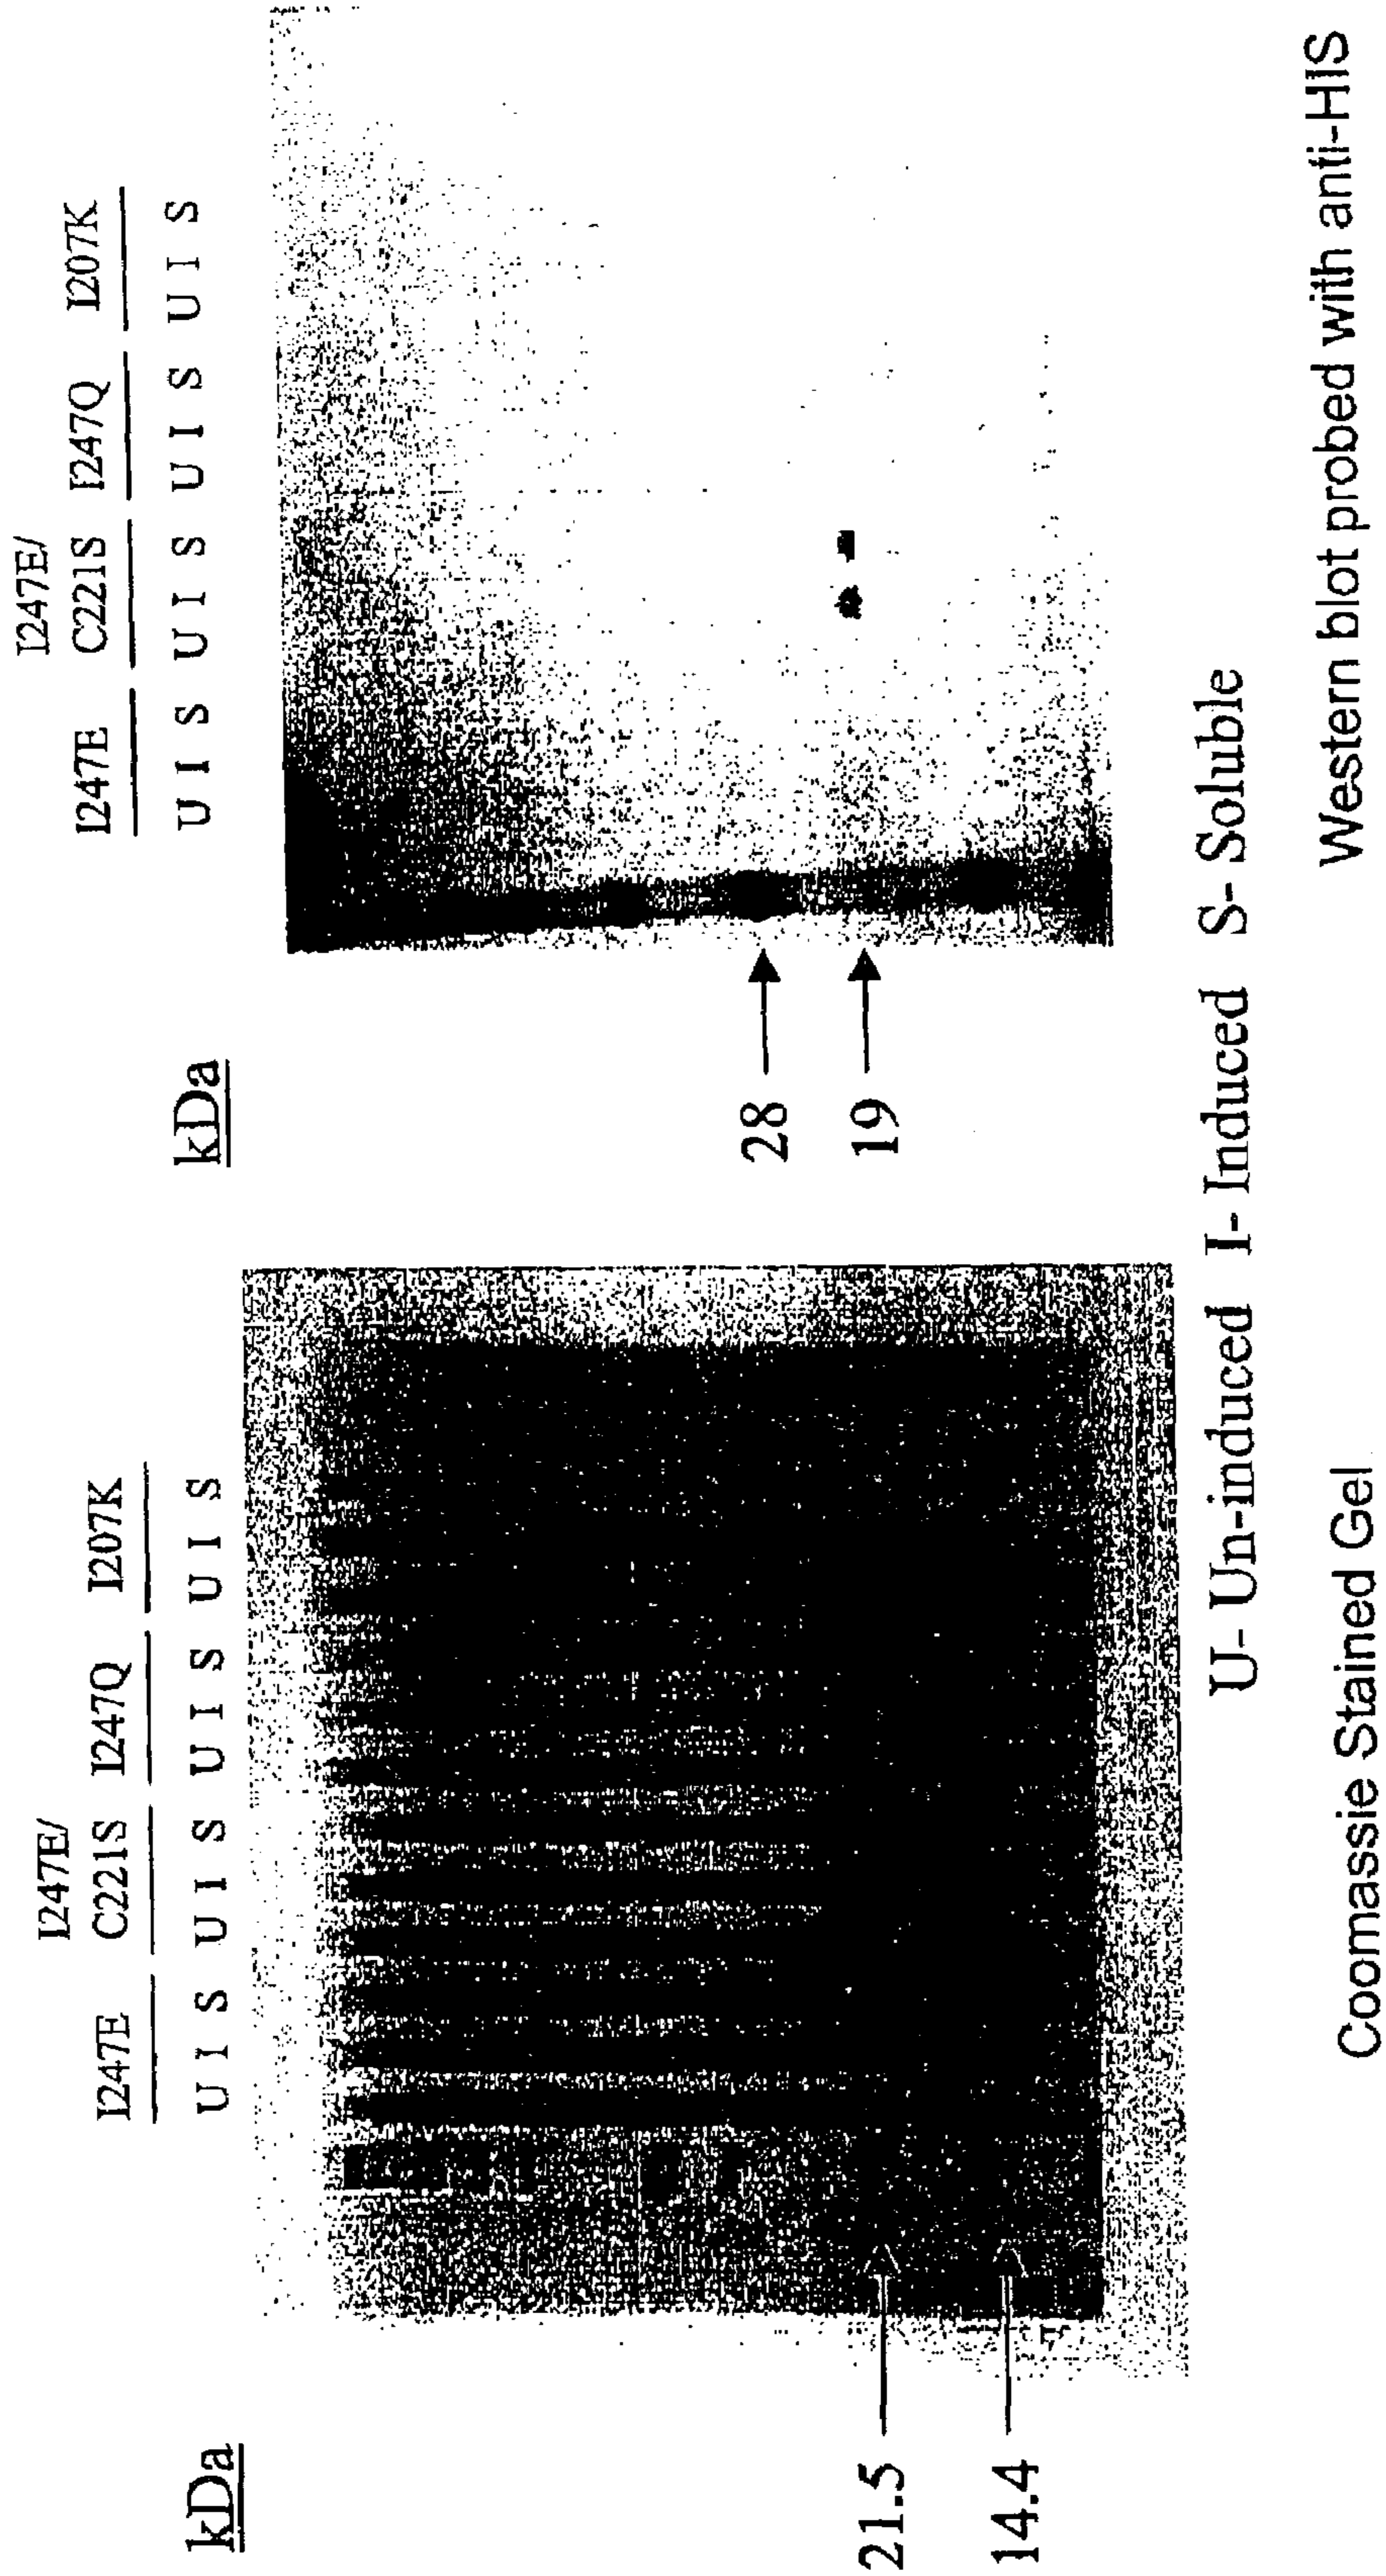 I247E/
I247E C221S I247Q I207K
kDa
U I S U I S U I S U I S
21.5
14.4
Coomassie Stained Gel
I247E/
I247E C221S I247Q I207K
kDa
U I S U I S U I S U I S
28
19
U- Un-induced I- Induced S- Soluble
Western blot probed with anti-HIS